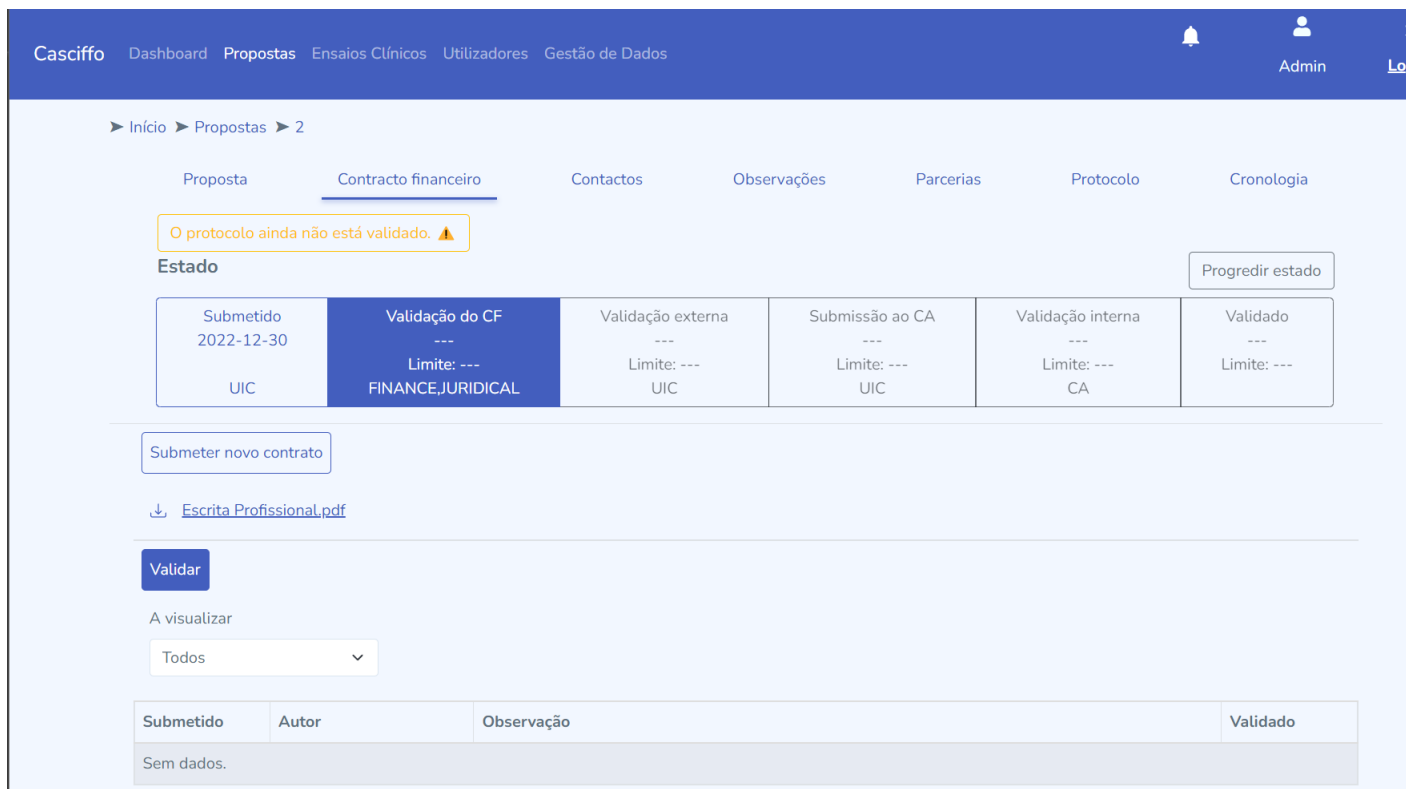 Casciffo Dashboard Propostas Ensaios Clínicos Utilizadores Gestão de Dados
Admin
Lo
➤ Início ➤ Propostas ➤ 2
Proposta Contracto financeiro Contactos Observações Parcerias Protocolo Cronologia
O protocolo ainda não está validado. ⚠
Estado
Progredir estado
Submetido Validação do CF Validação externa Submissão ao CA Validação interna Validado
2022-12-30 --- --- --- --- ---
Limite: --- Limite: --- Limite: --- Limite: --- Limite: ---
UIC FINANCE,JURIDICAL UIC UIC CA
Submeter novo contrato
Escrita Profissional.pdf
Validar
A visualizar
Todos
Submetido Autor Observação Validado
Sem dados.